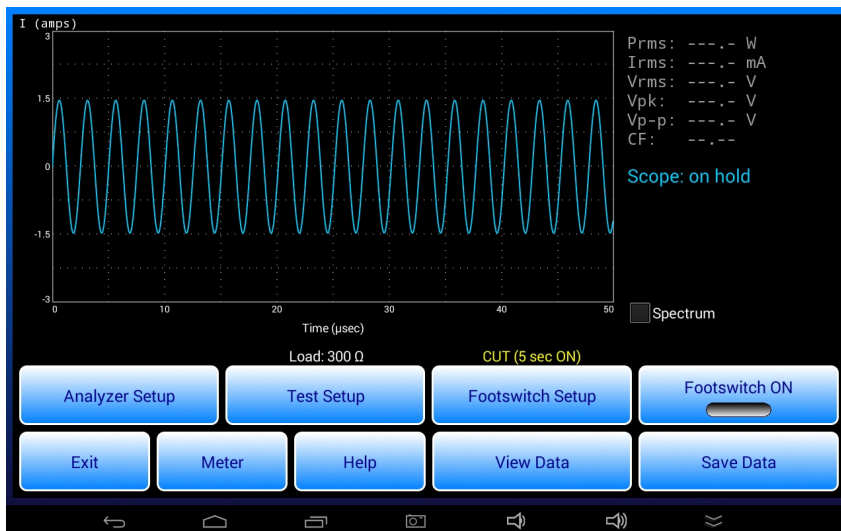 I (amps)
3
1.5
0
-1.5
-3
0 10 20 30 40 50
Time (µsec)
Prms: ---.- W
Irms: ---.- mA
Vrms: ---.- V
Vpk: ---.- V
Vp-p: ---.- V
CF: --.--
Scope: on hold
Spectrum
Load: 300 Ω
CUT (5 sec ON)
Analyzer Setup
Test Setup
Footswitch Setup
Footswitch ON
Exit
Meter
Help
View Data
Save Data